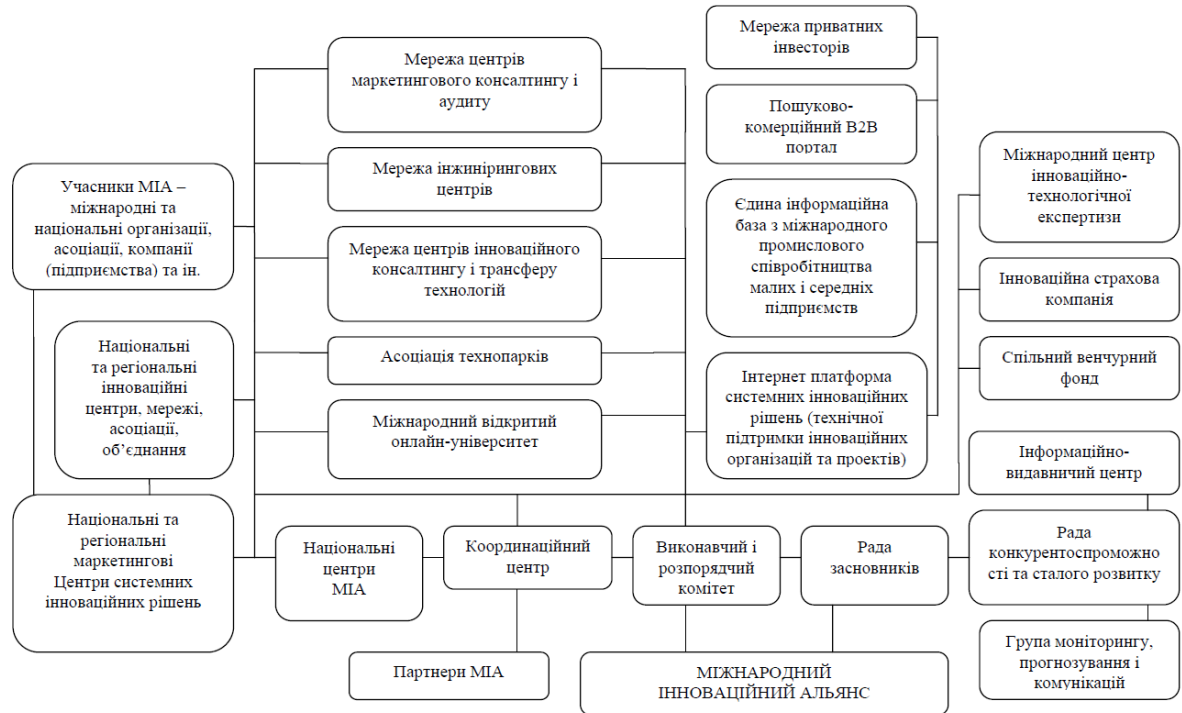 Мережа центрів
маркетингового консалтингу і
аудиту
Мережа приватних
інвесторів
Пошуково-
комерційний B2B
портал
Учасники МІА –
міжнародні та
національні організації,
асоціації, компанії
(підприємства) та ін.
Мережа інжинірингових
центрів
Міжнародний центр
інноваційно-
технологічної
експертизи
Мережа центрів інноваційного
консалтингу і трансферу
технологій
Єдина інформаційна
база з міжнародного
промислового
співробітництва
малих і середніх
підприємств
Інноваційна страхова
компанія
Національні
та регіональні
інноваційні
центри, мережі,
асоціації,
об’єднання
Асоціація технопарків
Спільний венчурний
фонд
Міжнародний відкритий
онлайн-університет
Інтернет платформа
системних інноваційних
рішень (технічної
підтримки інноваційних
організацій та проектів)
Інформаційно-
видавничий центр
Національні та
регіональні
маркетингові
Центри системних
інноваційних рішень
Національні
центри
МІА
Координаційний
центр
Виконавчий і
розпорядчий
комітет
Рада
засновників
Рада
конкурентоспроможно
сті та сталого розвитку
Партнери МІА
МІЖНАРОДНИЙ
ІННОВАЦІЙНИЙ АЛЬЯНС
Група моніторингу,
прогнозування і
комунікацій